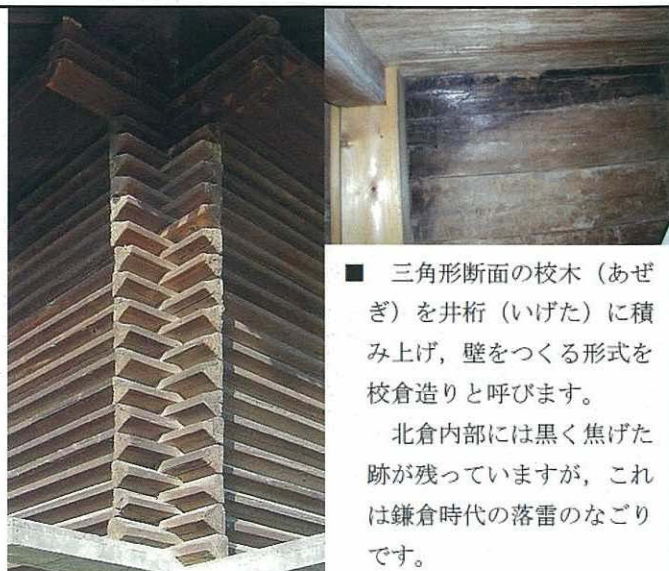 ■　三角形断面の校木（あぜ
ぎ）を井桁（いげた）に積
み上げ，壁をつくる形式を
校倉造りと呼びます。
　北倉内部には黒く焦げた
跡が残っていますが，これ
は鎌倉時代の落雷のなごり
です。